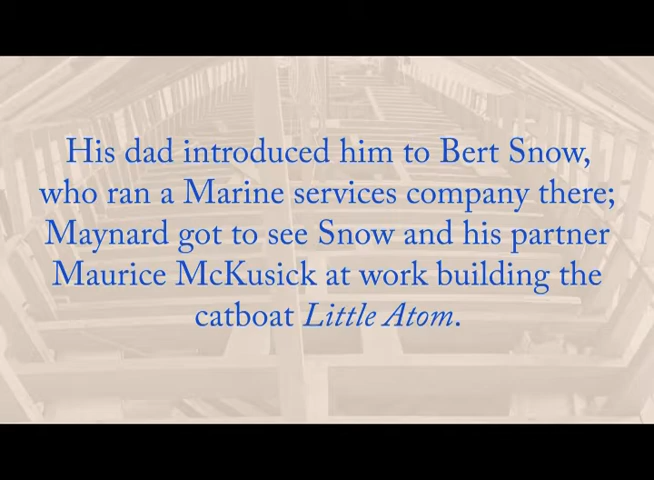 His dad introduced him to Bert Snow,
who ran a Marine services company there;
Maynard got to see Snow and his partner
Maurice McKusick at work building the
catboat Little Atom.